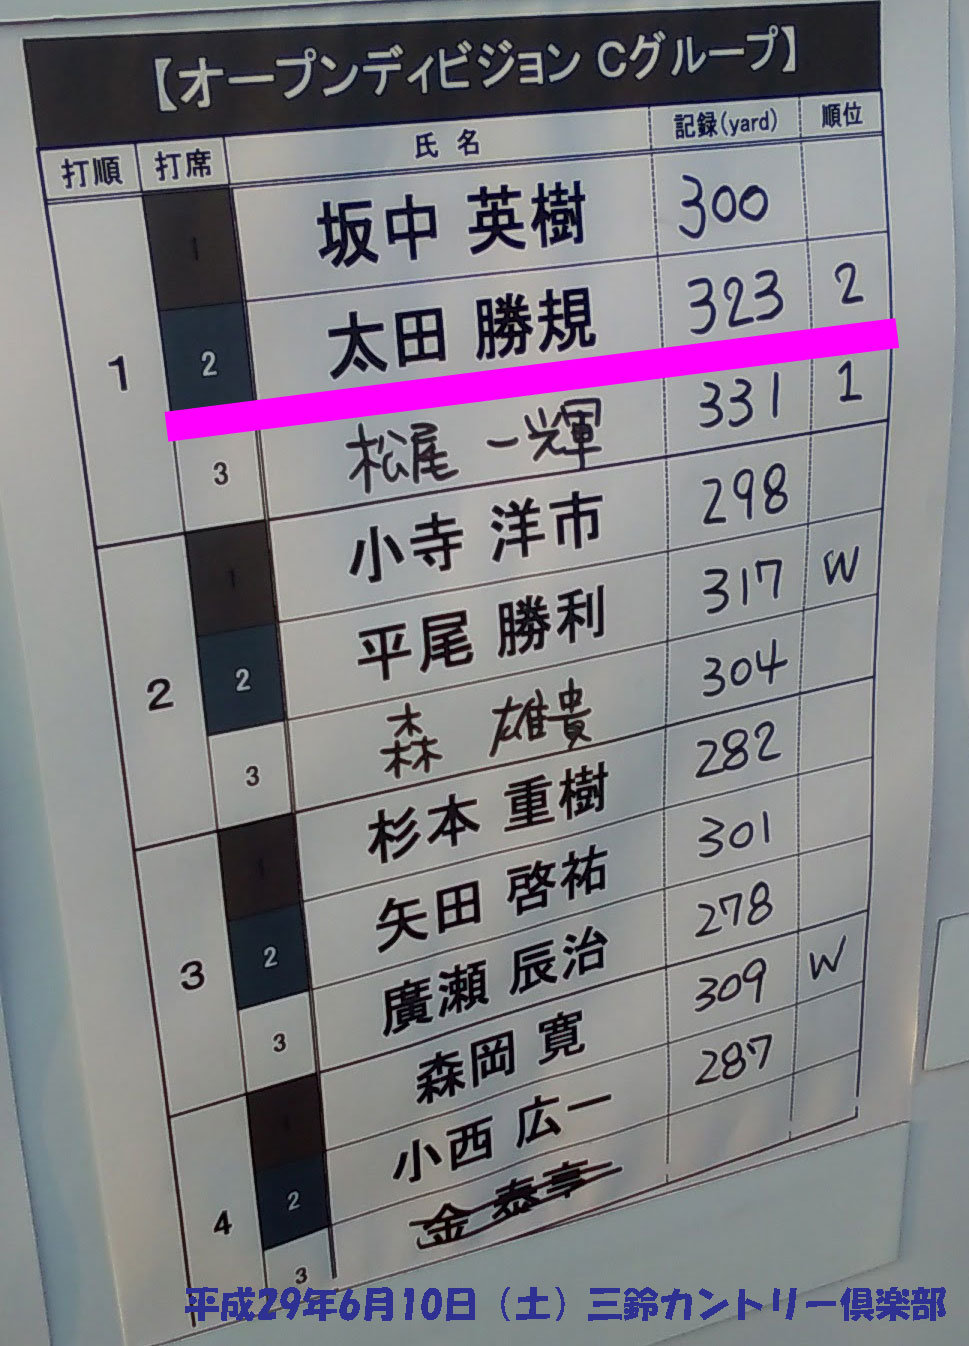 【オープンディビジョン Cグループ】
打順 打席 氏名 記録(yard) 順位
1 1 坂中 英樹 300
2 太田 勝規 323 2
3 松尾 一輝 331 1
2 1 小寺 洋市 298
2 平尾 勝利 317 W
3 森 雄貴 304
3 1 杉本 重樹 282
2 矢田 啓祐 301
3 廣瀬 辰治 278
4 1 森岡 寛 309 W
2 小西 広一 287
3 金 泰享
平成29年6月10日（土）三鈴カントリー倶楽部